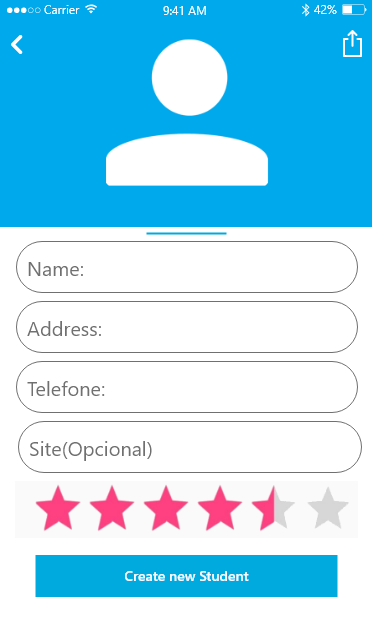 Carrier 9:41 AM 42%
Name:
Address:
Telefone:
Site(Opcional)
Create new Student